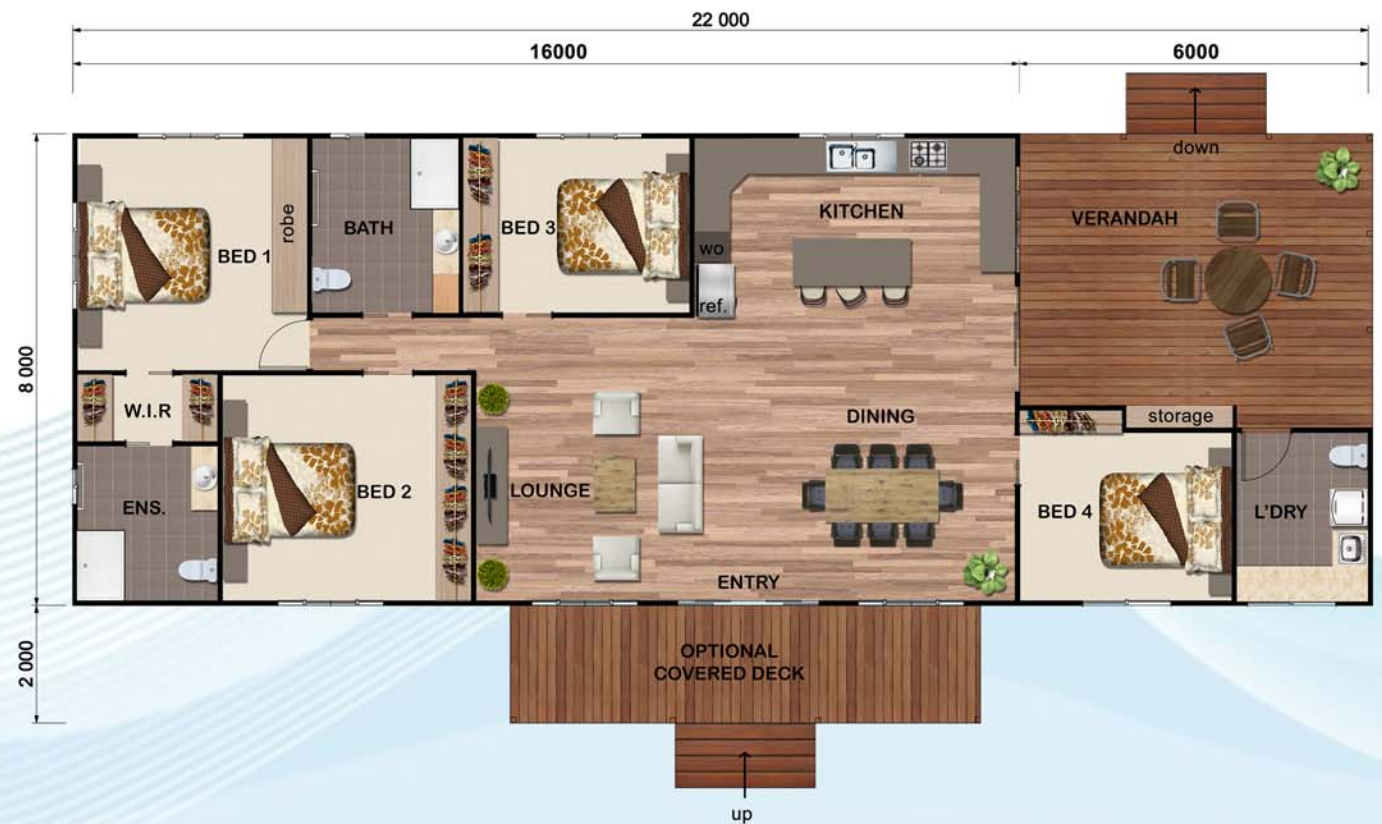 22 000
16000
6000
down
KITCHEN
VERANDAH
BATH
BED 3
robe
BED 1
wo
ref.
8 000
W.I.R
DINING
storage
BED 2
LOUNGE
ENS.
BED 4
L'DRY
ENTRY
2 000
OPTIONAL
COVERED DECK
up